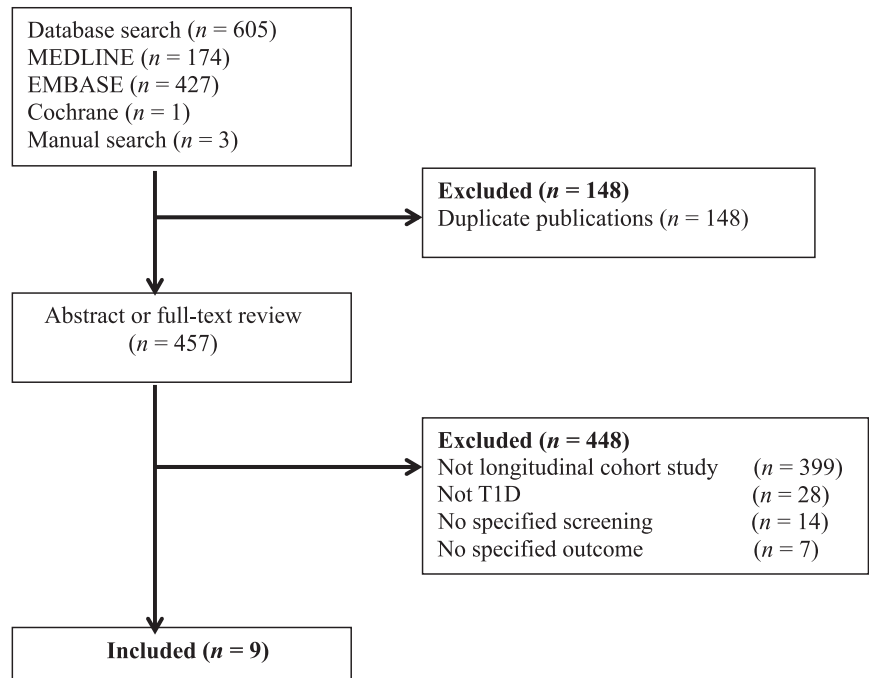 Database search (n = 605)
MEDLINE (n = 174)
EMBASE (n = 427)
Cochrane (n = 1)
Manual search (n = 3)
Excluded (n = 148)
Duplicate publications (n = 148)
Abstract or full-text review
(n = 457)
Excluded (n = 448)
Not longitudinal cohort study (n = 399)
Not T1D (n = 28)
No specified screening (n = 14)
No specified outcome (n = 7)
Included (n = 9)